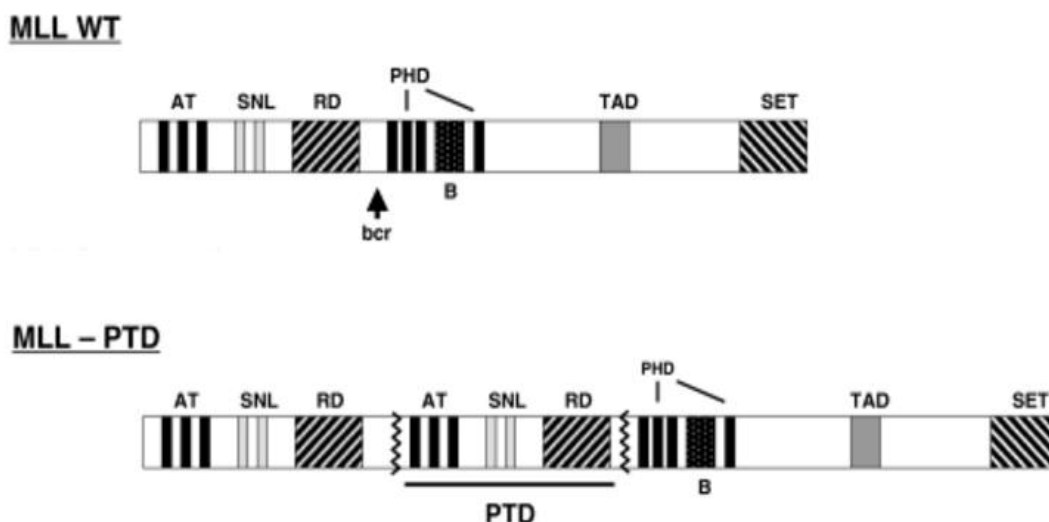 MLL WT
PHD
AT SNL RD TAD SET
B
bcr
MLL – PTD
PHD
AT SNL RD AT SNL RD TAD SET
B
PTD